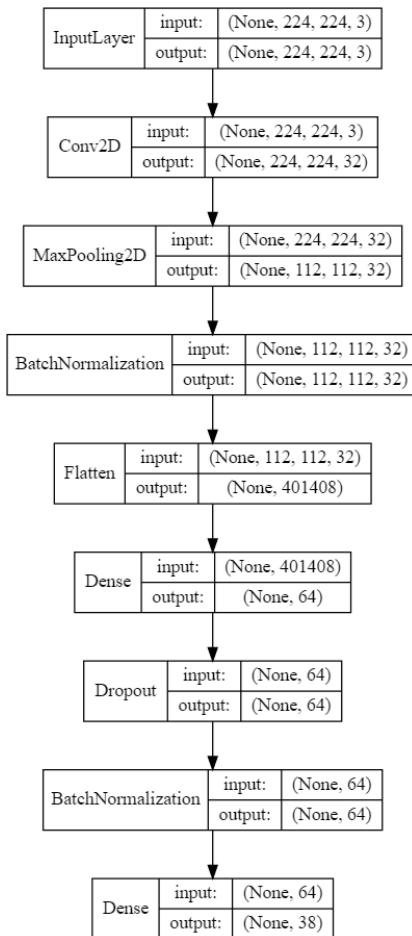 InputLayer
input: (None, 224, 224, 3)
output: (None, 224, 224, 3)
Conv2D
input: (None, 224, 224, 3)
output: (None, 224, 224, 32)
MaxPooling2D
input: (None, 224, 224, 32)
output: (None, 112, 112, 32)
BatchNormalization
input: (None, 112, 112, 32)
output: (None, 112, 112, 32)
Flatten
input: (None, 112, 112, 32)
output: (None, 401408)
Dense
input: (None, 401408)
output: (None, 64)
Dropout
input: (None, 64)
output: (None, 64)
BatchNormalization
input: (None, 64)
output: (None, 64)
Dense
input: (None, 64)
output: (None, 38)